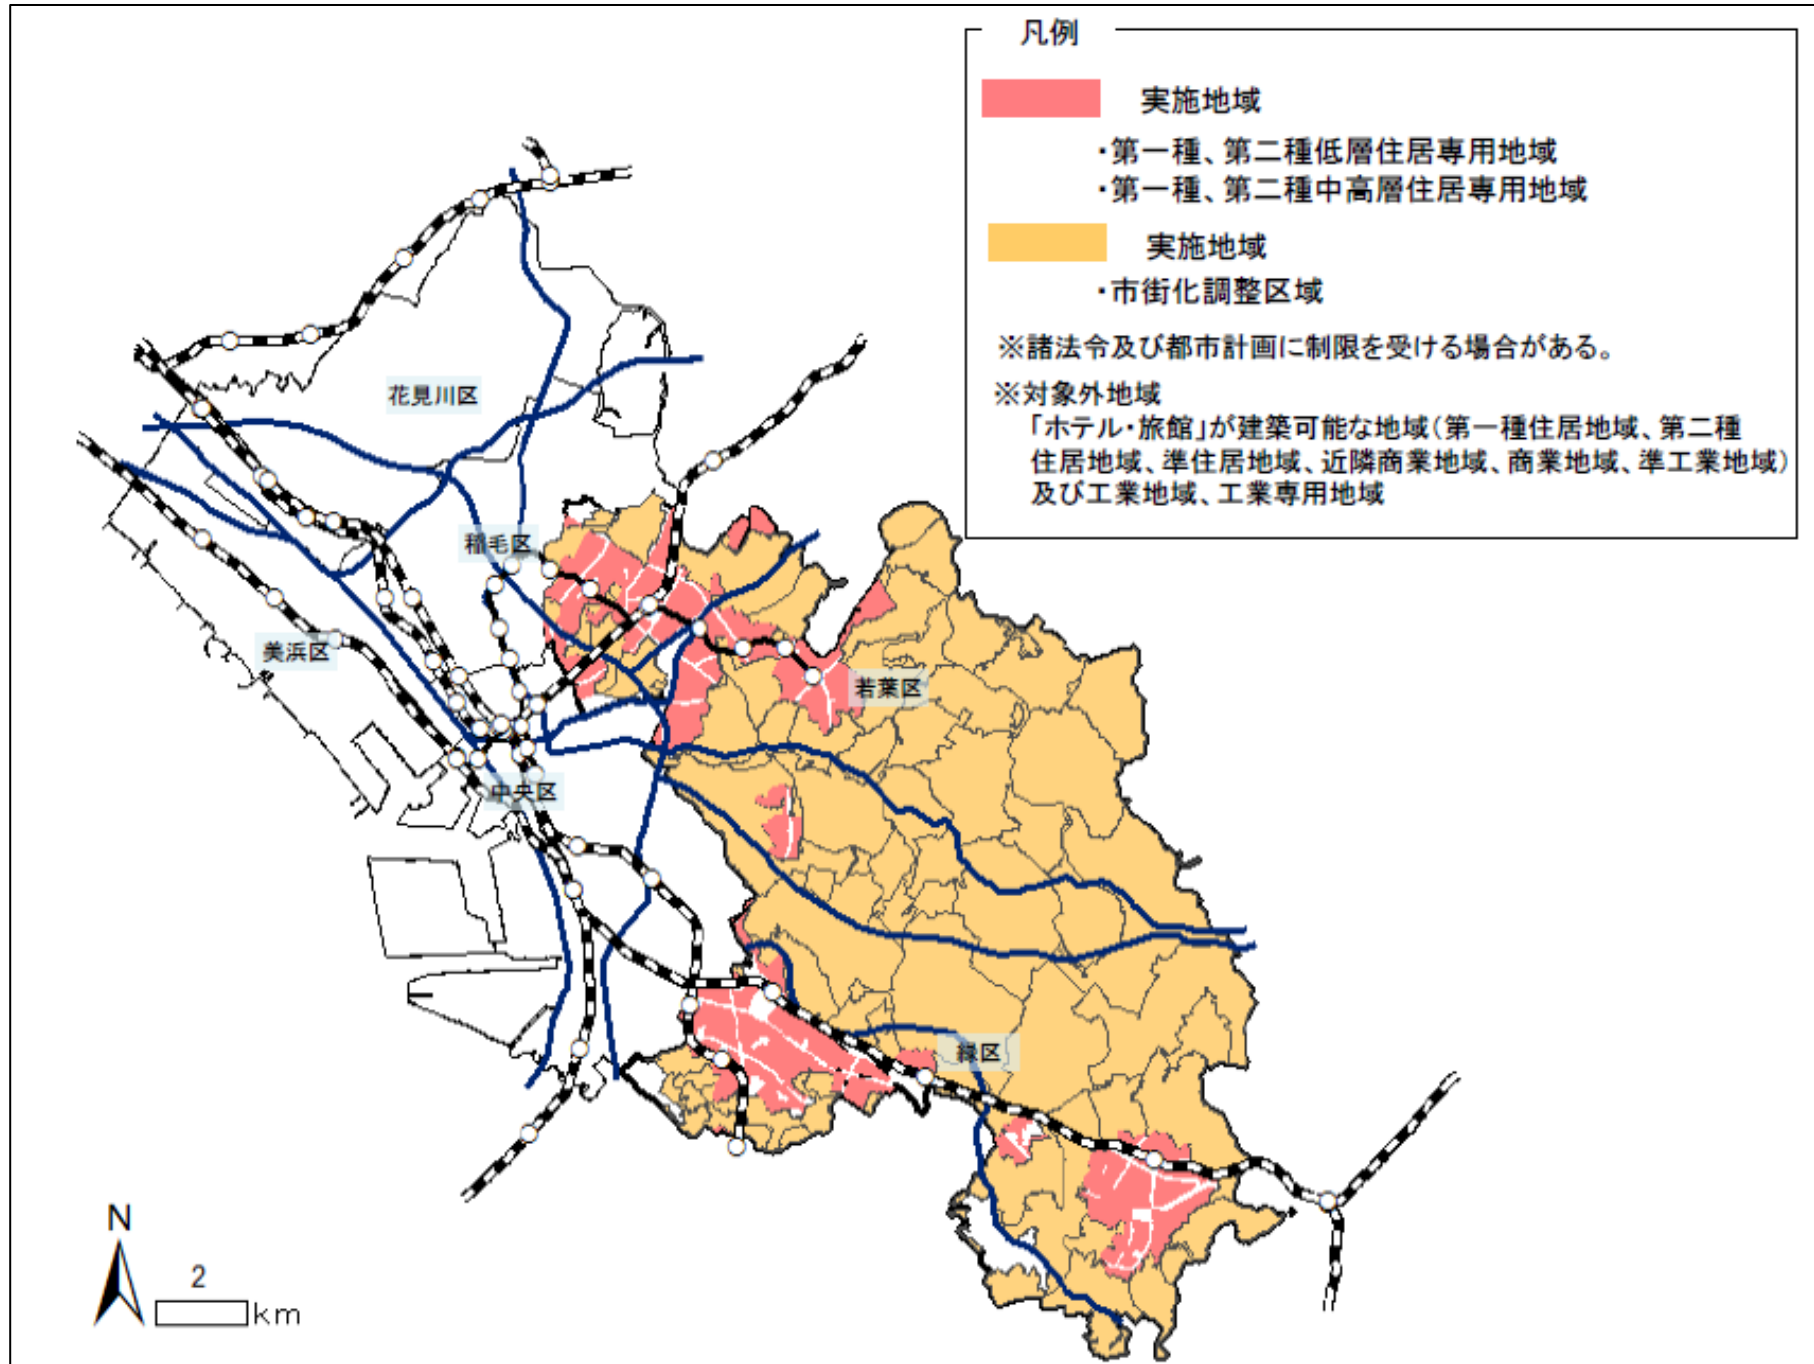 凡例
実施地域
・第一種、第二種低層住居専用地域
・第一種、第二種中高層住居専用地域
実施地域
・市街化調整区域
※諸法令及び都市計画に制限を受ける場合がある。
※対象外地域
「ホテル・旅館」が建築可能な地域(第一種住居地域、第二種
住居地域、準住居地域、近隣商業地域、商業地域、準工業地域)
及び工業地域、工業専用地域
花見川区
稲毛区
美浜区
若葉区
中央区
緑区
N
2
km